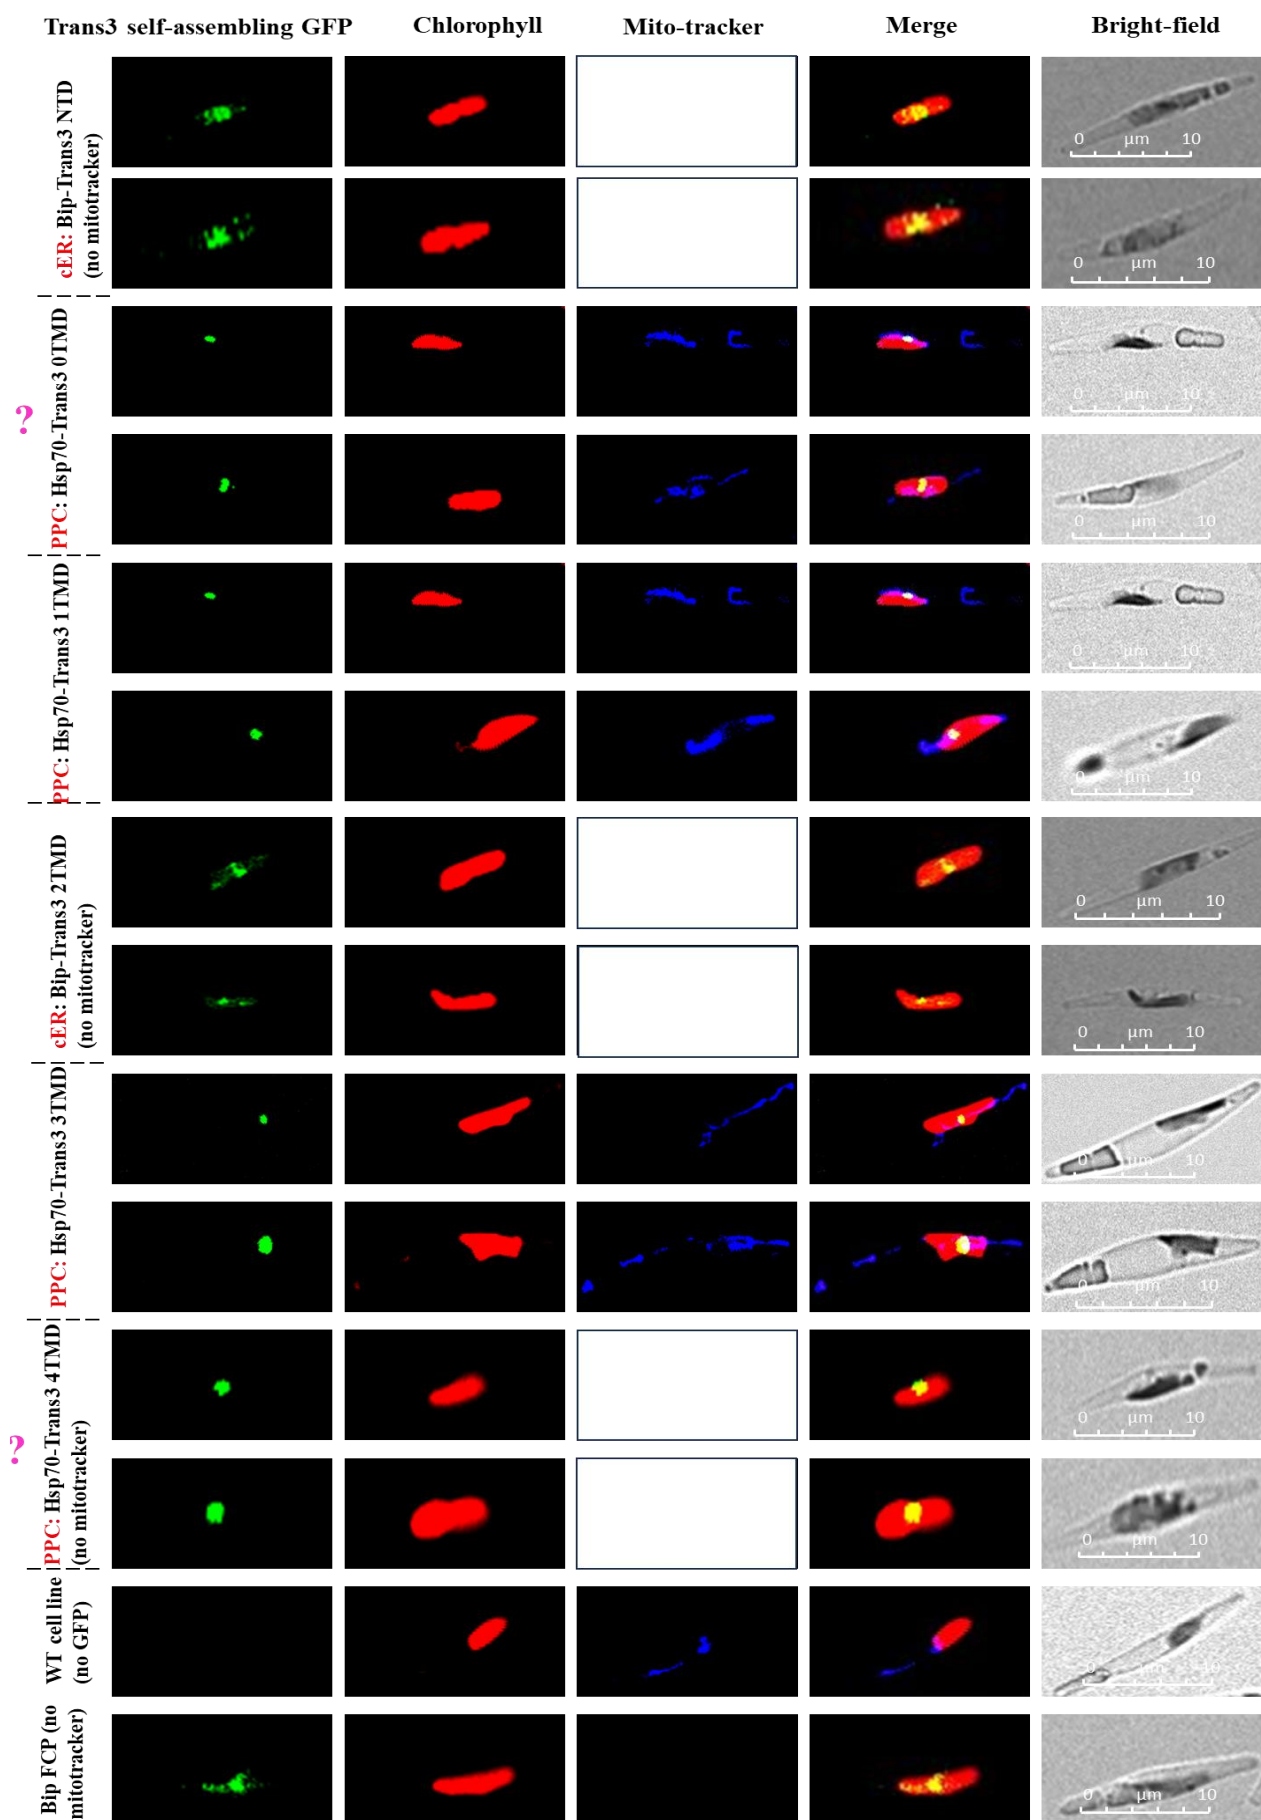 Trans3 self-assembling GFP Chlorophyll Mito-tracker Merge Bright-field
cER: Bip-Trans3 NTD
(no mitotracker)
0 µm 10
0 µm 10
?
PPC: Hsp70-Trans3 0TMD
0 µm 10
0 µm 10
PPC: Hsp70-Trans3 1TMD
0 µm 10
0 µm 10
cER: Bip-Trans3 2TMD
(no mitotracker)
0 µm 10
0 µm 10
PPC: Hsp70-Trans3 3TMD
0 µm 10
0 µm 10
?
PPC: Hsp70-Trans3 4TMD
(no mitotracker)
0 µm 10
0 µm 10
WT cell line
(no GFP)
0 µm 10
Bip FCP (no
mitotracker)
0 µm 10